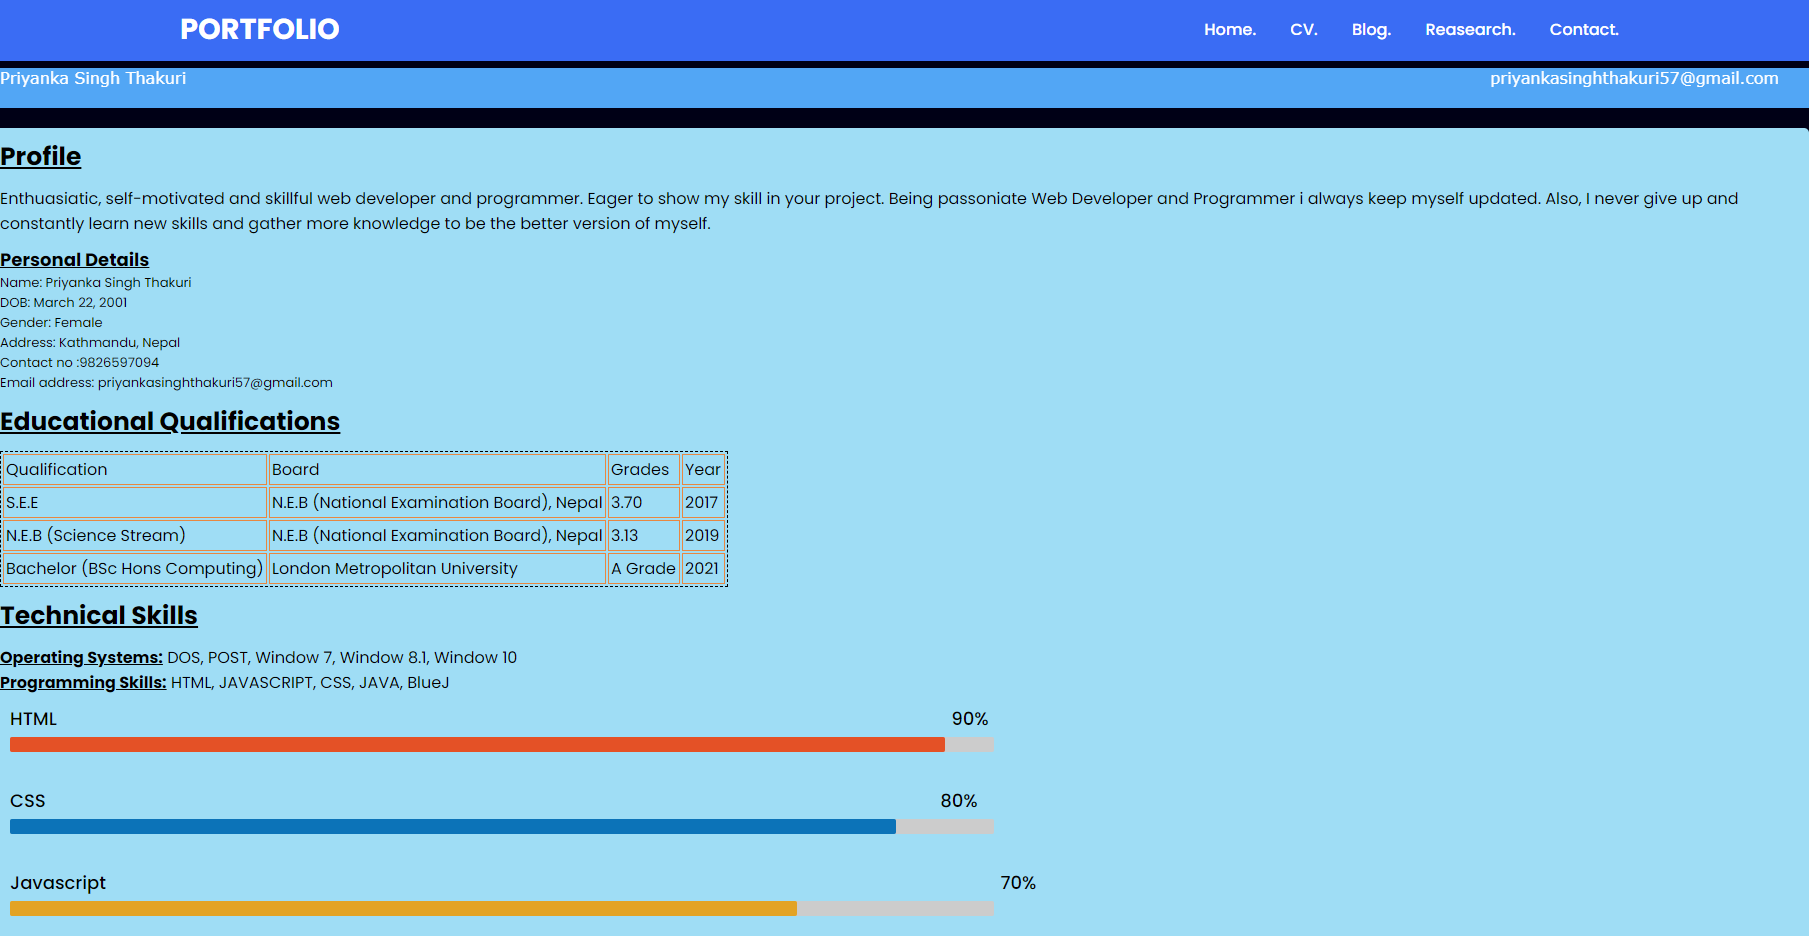 PORTFOLIO Home. CV. Blog. Reasearch. Contact.
Priyanka Singh Thakuri priyankasinghthakuri57@gmail.com
Profile
Enthuasiatic, self-motivated and skillful web developer and programmer. Eager to show my skill in your project. Being passoniate Web Developer and Programmer i always keep myself updated. Also, I never give up and
constantly learn new skills and gather more knowledge to be the better version of myself.
Personal Details
Name: Priyanka Singh Thakuri
DOB: March 22, 2001
Gender: Female
Address: Kathmandu, Nepal
Contact no :9826597094
Email address: priyankasinghthakuri57@gmail.com
Educational Qualifications
Qualification Board Grades Year
S.E.E N.E.B (National Examination Board), Nepal 3.70 2017
N.E.B (Science Stream) N.E.B (National Examination Board), Nepal 3.13 2019
Bachelor (BSc Hons Computing) London Metropolitan University A Grade 2021
Technical Skills
Operating Systems: DOS, POST, Window 7, Window 8.1, Window 10
Programming Skills: HTML, JAVASCRIPT, CSS, JAVA, BlueJ
HTML 90%
CSS 80%
Javascript 70%